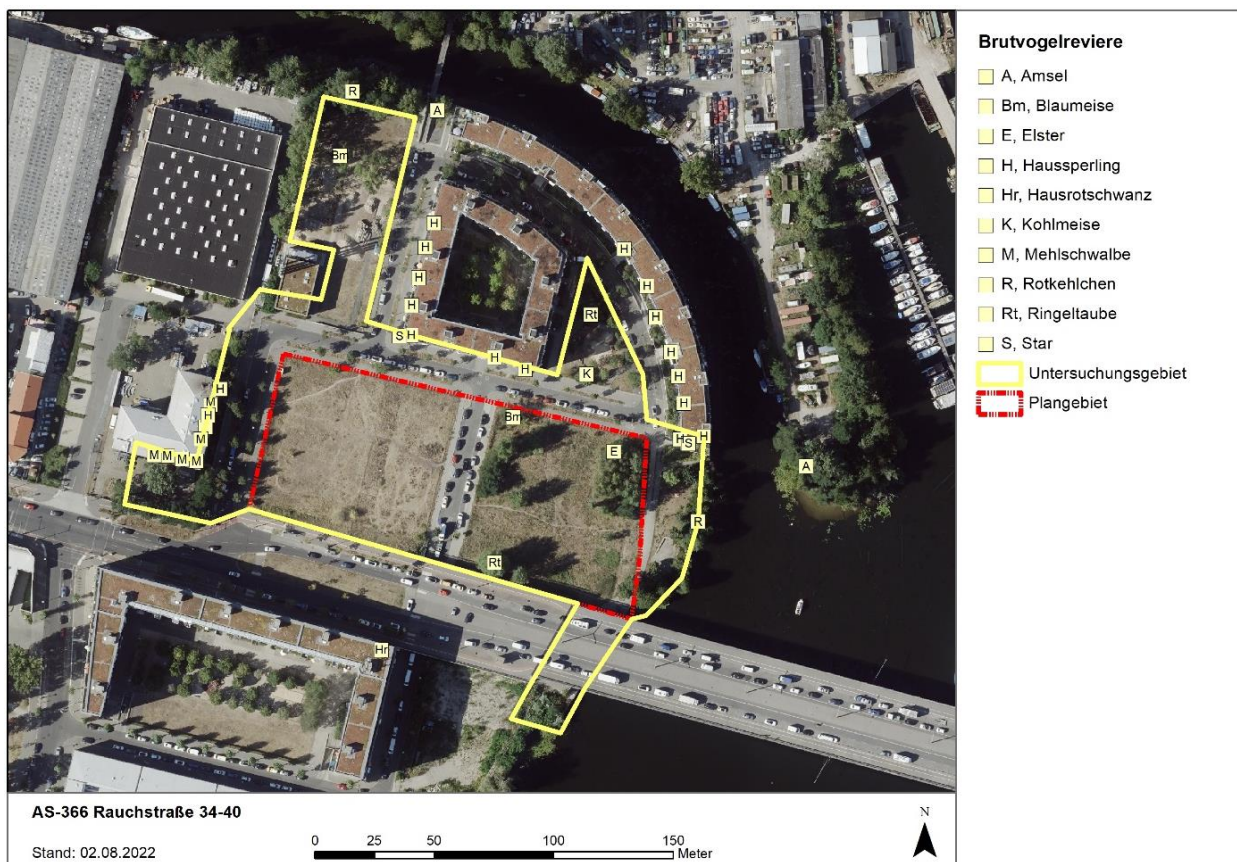 Brutvogelreviere
A, Amsel
Bm, Blaumeise
E, Elster
H, Haussperling
Hr, Hausrotschwanz
K, Kohlmeise
M, Mehlschwalbe
R, Rotkehlchen
Rt, Ringeltaube
S, Star
Untersuchungsgebiet
Plangebiet
R
A
Bm
H
H
H
H
H
S
H
H
H
H
Rt
H
H
K
H
H
H
S
H
H
M
H
M
M M M M
Bm
E
A
R
Rt
Hr
AS-366 Rauchstraße 34-40
Stand: 02.08.2022
0 25 50 100 150
Meter
N